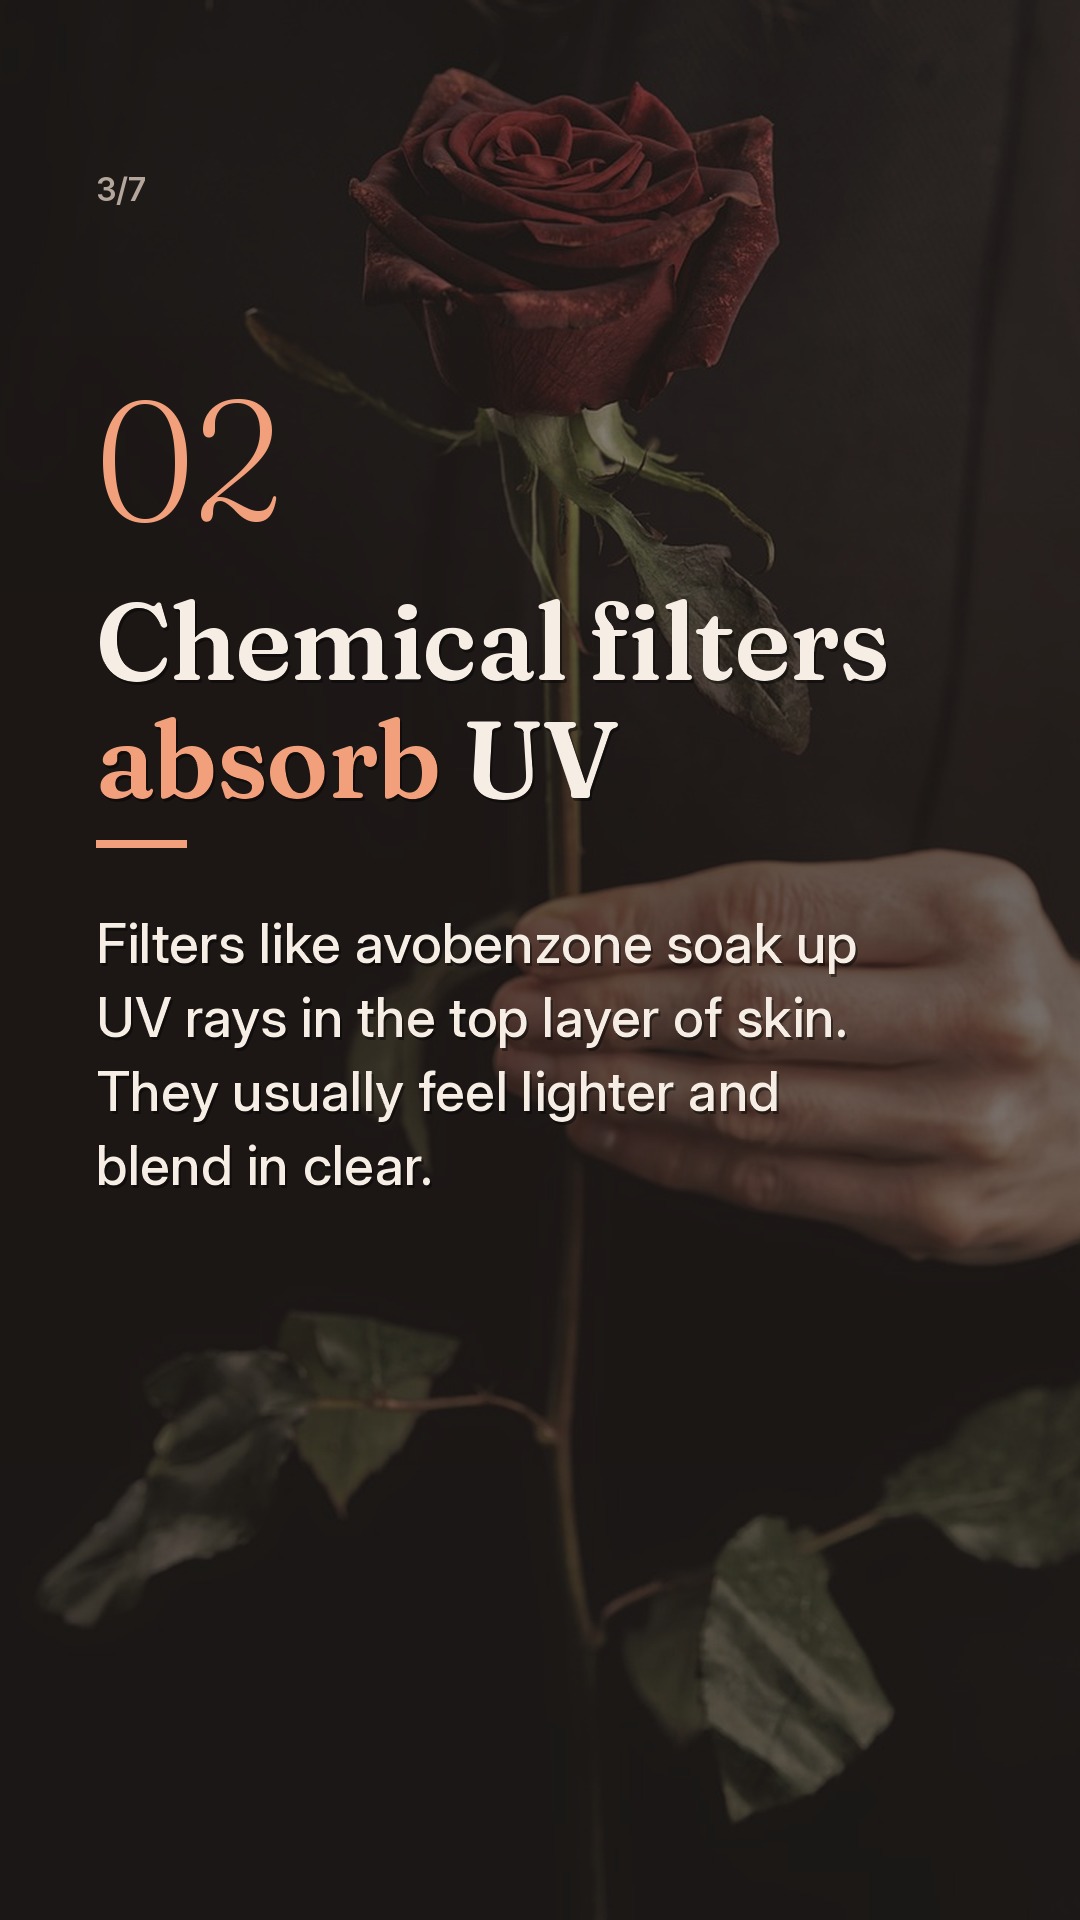 3/7
02
Chemical filters
absorb UV
Filters like avobenzone soak up
UV rays in the top layer of skin.
They usually feel lighter and
blend in clear.